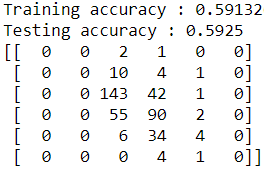 Training accuracy : 0.59132
Testing accuracy : 0.5925
[[  0   0   2   1   0   0]
 [  0   0  10   4   1   0]
 [  0   0 143  42   1   0]
 [  0   0  55  90   2   0]
 [  0   0   6  34   4   0]
 [  0   0   0   4   1   0]]